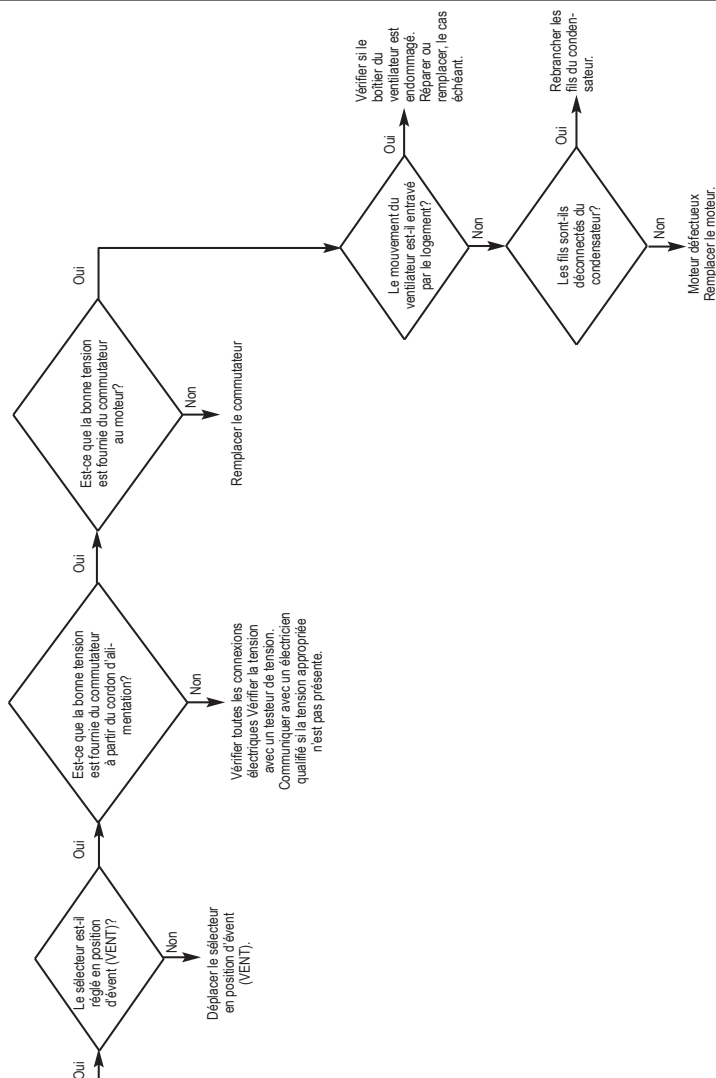 Oui
Le sélecteur est-il
réglé en position
d'évent (VENT)?
Non
Déplacer le sélecteur
en position d'évent
(VENT).
Oui
Est-ce que la bonne tension
est fournie du commutateur
à partir du cordon d'ali-
mentation?
Non
Vérifier toutes les connexions
électriques Vérifier la tension
avec un testeur de tension.
Communiquer avec un électricien
qualifié si la tension appropriée
n'est pas présente.
Oui
Est-ce que la bonne tension
est fournie du commutateur
au moteur?
Non
Remplacer le commutateur
Oui
Le mouvement du
ventilateur est-il entravé
par le logement?
Oui
Vérifier si le
boîtier du
ventilateur est
endommagé.
Réparer ou
remplacer, le cas
échéant.
Non
Les fils sont-ils
déconnectés du
condensateur?
Oui
Rebrancher les
fils du conden-
sateur.
Non
Moteur défectueux
Remplacer le moteur.